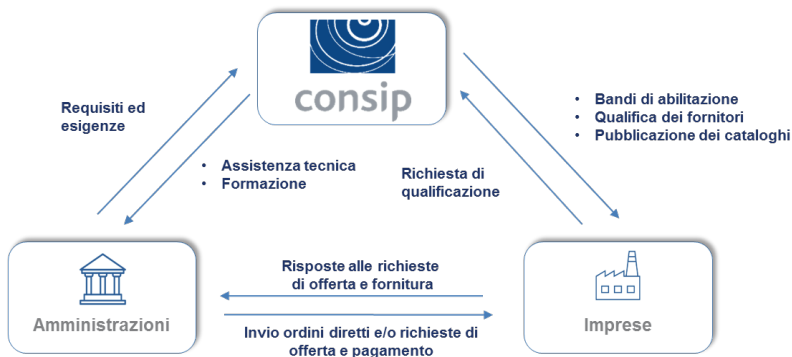 consip
Requisiti ed
esigenze
• Bandi di abilitazione
• Qualifica dei fornitori
• Pubblicazione dei cataloghi
• Assistenza tecnica
• Formazione
Richiesta di
qualificazione
Risposte alle richieste
di offerta e fornitura
Amministrazioni
Imprese
Invio ordini diretti e/o richieste di
offerta e pagamento